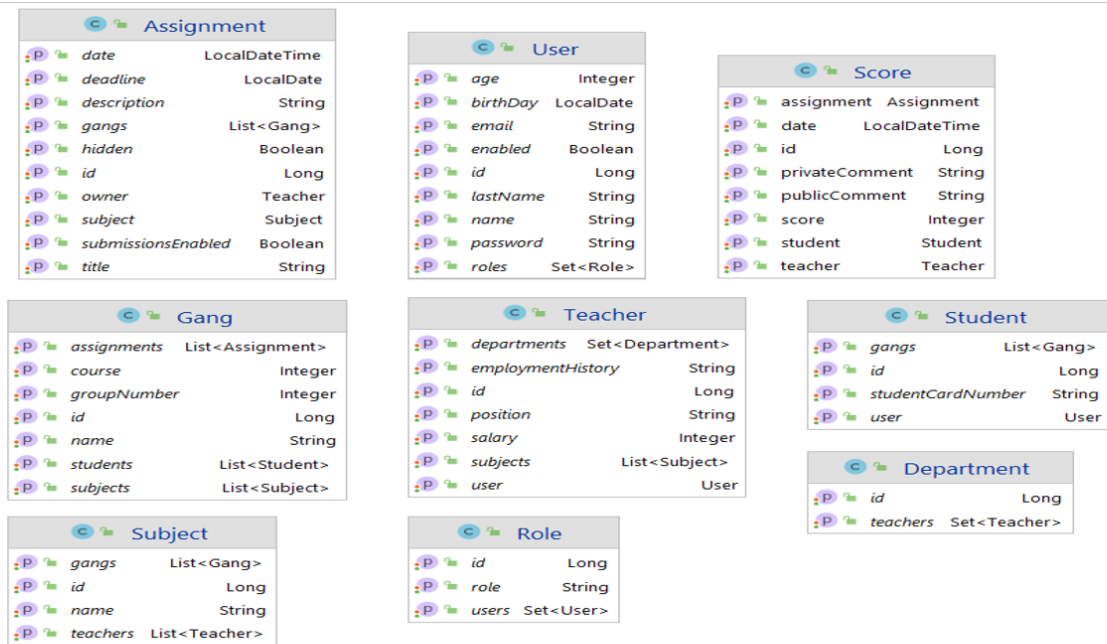 Assignment
date LocalDateTime
deadline LocalDate
description String
gangs List<Gang>
hidden Boolean
id Long
owner Teacher
subject Subject
submissionsEnabled Boolean
title String
User
age Integer
birthDay LocalDate
email String
enabled Boolean
id Long
lastName String
name String
password String
roles Set<Role>
Score
assignment Assignment
date LocalDateTime
id Long
privateComment String
publicComment String
score Integer
student Student
teacher Teacher
Gang
assignments List<Assignment>
course Integer
groupNumber Integer
id Long
name String
students List<Student>
subjects List<Subject>
Teacher
departments Set<Department>
employmentHistory String
id Long
position String
salary Integer
subjects List<Subject>
user User
Student
gangs List<Gang>
id Long
studentCardNumber String
user User
Department
id Long
teachers Set<Teacher>
Subject
gangs List<Gang>
id Long
name String
teachers List<Teacher>
Role
id Long
role String
users Set<User>